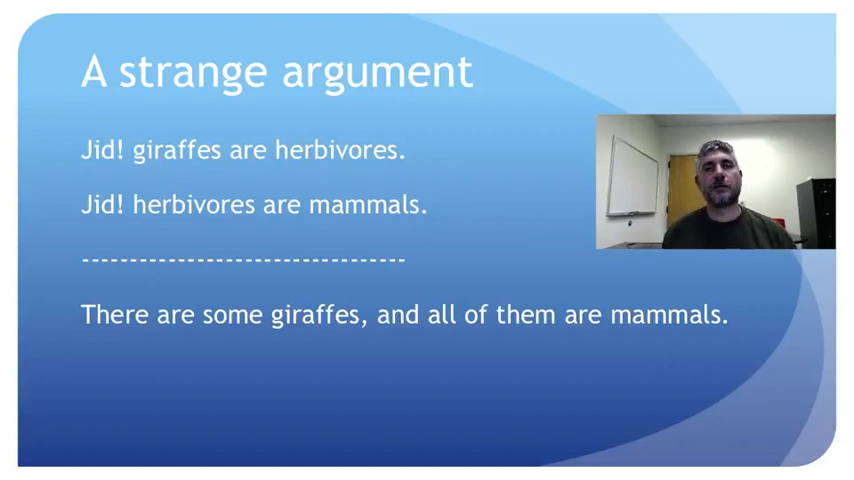 A strange argument
Jid! giraffes are herbivores.
Jid! herbivores are mammals.
----------------------------------
There are some giraffes, and all of them are mammals.